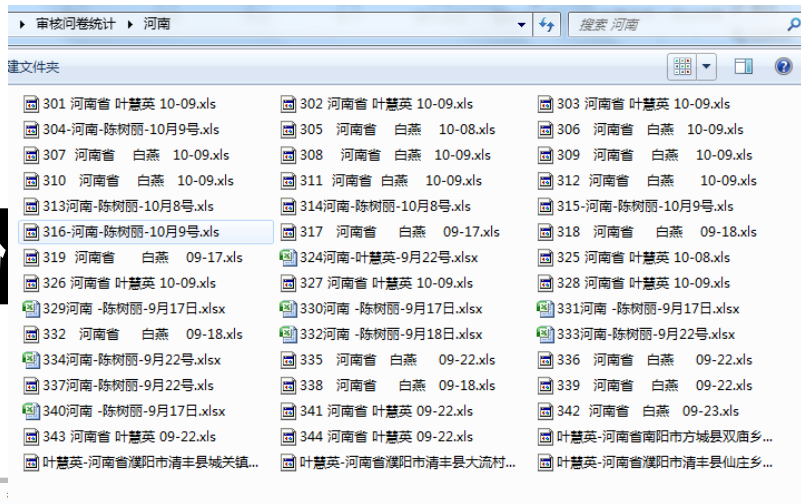 审核问卷统计 河南 搜索 河南
建文件夹
301 河南省 叶慧英 10-09.xls 302 河南省 叶慧英 10-09.xls 303 河南省 叶慧英 10-09.xls
304-河南-陈树丽-10月9号.xls 305 河南省 白燕 10-08.xls 306 河南省 白燕 10-09.xls
307 河南省 白燕 10-09.xls 308 河南省 白燕 10-09.xls 309 河南省 白燕 10-09.xls
310 河南省 白燕 10-09.xls 311 河南省 白燕 10-09.xls 312 河南省 白燕 10-09.xls
313河南-陈树丽-10月8号.xls 314河南-陈树丽-10月8号.xls 315-河南-陈树丽-10月9号.xls
316-河南-陈树丽-10月9号.xls 317 河南省 白燕 09-17.xls 318 河南省 白燕 09-18.xls
319 河南省 白燕 09-17.xls 324河南-叶慧英-9月22号.xlsx 325 河南省 叶慧英 10-08.xls
326 河南省 叶慧英 10-09.xls 327 河南省 叶慧英 10-09.xls 328 河南省 叶慧英 10-09.xls
329河南 -陈树丽-9月17日.xlsx 330河南 -陈树丽-9月17日.xlsx 331河南 -陈树丽-9月17日.xlsx
332 河南省 白燕 09-18.xls 332河南 -陈树丽-9月18日.xlsx 333河南-陈树丽-9月22号.xlsx
334河南-陈树丽-9月22号.xlsx 335 河南省 白燕 09-22.xls 336 河南省 白燕 09-22.xls
337河南-陈树丽-9月22号.xls 338 河南省 白燕 09-18.xls 339 河南省 白燕 09-22.xls
340河南 -陈树丽-9月17日.xlsx 341 河南省 叶慧英 09-22.xls 342 河南省 白燕 09-23.xls
343 河南省 叶慧英 09-22.xls 344 河南省 叶慧英 09-22.xls 叶慧英-河南省南阳市方城县双庙乡...
叶慧英-河南省濮阳市清丰县城关镇... 叶慧英-河南省濮阳市清丰县大流村... 叶慧英-河南省濮阳市清丰县仙庄乡...